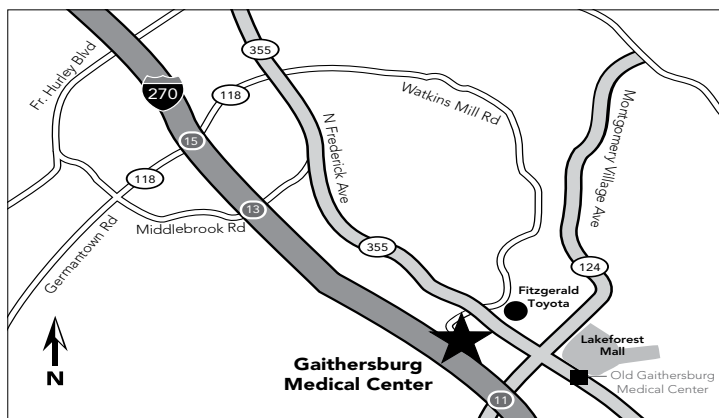 355
Fr. Hurley Blvd
270
118
Watkins Mill Rd
Montgomery Village Ave
N Frederick Ave
15
118
13
Middlebrook Rd
Germantown Rd
355
124
Fitzgerald
Toyota
Lakeforest
Mall
Gaithersburg
Medical Center
Old Gaithersburg
Medical Center
N
11